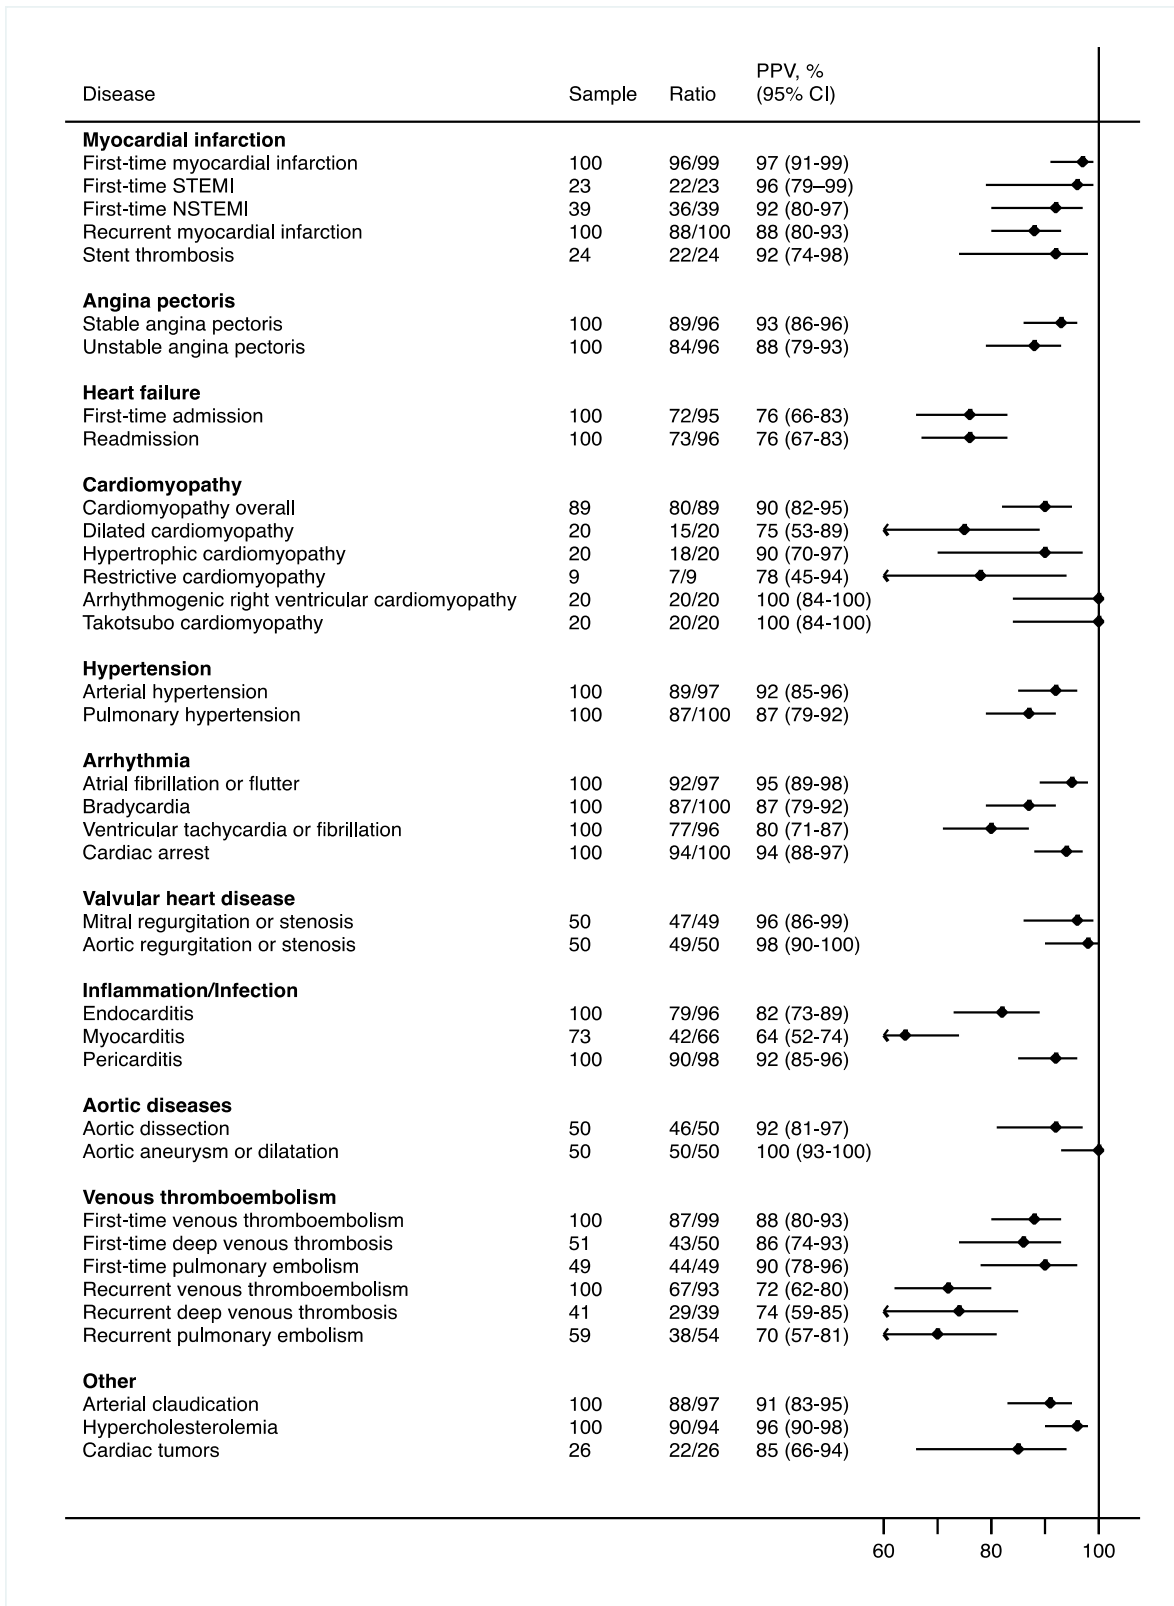 PPV, %
Disease Sample Ratio (95% CI)
Myocardial infarction
First-time myocardial infarction 100 96/99 97 (91-99)
First-time STEMI 23 22/23 96 (79–99)
First-time NSTEMI 39 36/39 92 (80-97)
Recurrent myocardial infarction 100 88/100 88 (80-93)
Stent thrombosis 24 22/24 92 (74-98)
Angina pectoris
Stable angina pectoris 100 89/96 93 (86-96)
Unstable angina pectoris 100 84/96 88 (79-93)
Heart failure
First-time admission 100 72/95 76 (66-83)
Readmission 100 73/96 76 (67-83)
Cardiomyopathy
Cardiomyopathy overall 89 80/89 90 (82-95)
Dilated cardiomyopathy 20 15/20 75 (53-89)
Hypertrophic cardiomyopathy 20 18/20 90 (70-97)
Restrictive cardiomyopathy 9 7/9 78 (45-94)
Arrhythmogenic right ventricular cardiomyopathy 20 20/20 100 (84-100)
Takotsubo cardiomyopathy 20 20/20 100 (84-100)
Hypertension
Arterial hypertension 100 89/97 92 (85-96)
Pulmonary hypertension 100 87/100 87 (79-92)
Arrhythmia
Atrial fibrillation or flutter 100 92/97 95 (89-98)
Bradycardia 100 87/100 87 (79-92)
Ventricular tachycardia or fibrillation 100 77/96 80 (71-87)
Cardiac arrest 100 94/100 94 (88-97)
Valvular heart disease
Mitral regurgitation or stenosis 50 47/49 96 (86-99)
Aortic regurgitation or stenosis 50 49/50 98 (90-100)
Inflammation/Infection
Endocarditis 100 79/96 82 (73-89)
Myocarditis 73 42/66 64 (52-74)
Pericarditis 100 90/98 92 (85-96)
Aortic diseases
Aortic dissection 50 46/50 92 (81-97)
Aortic aneurysm or dilatation 50 50/50 100 (93-100)
Venous thromboembolism
First-time venous thromboembolism 100 87/99 88 (80-93)
First-time deep venous thrombosis 51 43/50 86 (74-93)
First-time pulmonary embolism 49 44/49 90 (78-96)
Recurrent venous thromboembolism 100 67/93 72 (62-80)
Recurrent deep venous thrombosis 41 29/39 74 (59-85)
Recurrent pulmonary embolism 59 38/54 70 (57-81)
Other
Arterial claudication 100 88/97 91 (83-95)
Hypercholesterolemia 100 90/94 96 (90-98)
Cardiac tumors 26 22/26 85 (66-94)
60 80 100